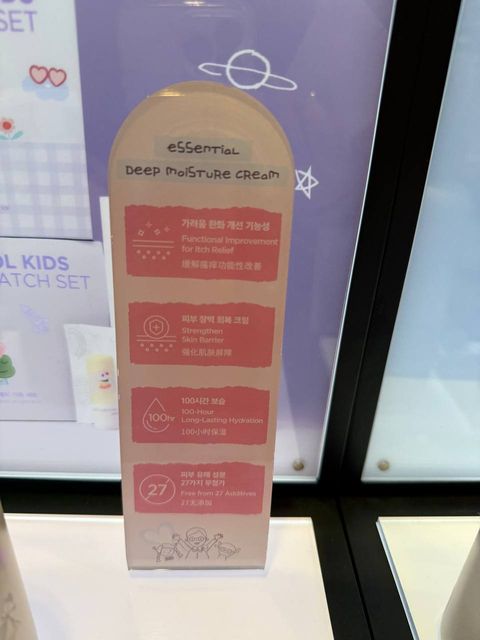 SET
ESSENTIAL
DEEP MOISTURE CREAM
가려움 완화 개선 기능성
Functional Improvement
for Itch Relief
缓解瘙痒功能性改善
피부 장벽 회복 크림
Strengthen
Skin Barrier
强化肌肤屏障
100hr
100시간 보습
100-Hour
Long-Lasting Hydration
100小时保湿
27
피부 유해 성분
27가지 무첨가
Free from 27 Additives
27无添加
OL KIDS
ATCH SET